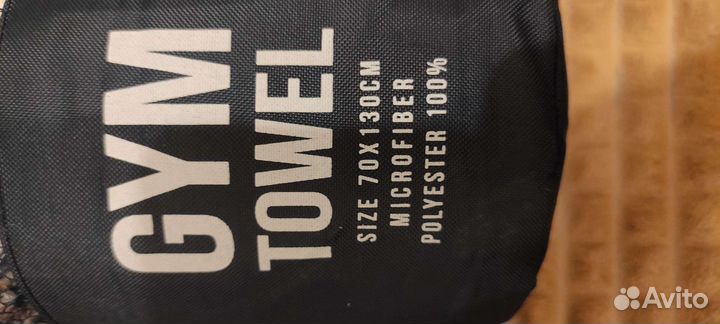 GYM
TOWEL
SIZE 70X130CM
MICROFIBER
POLYESTER 100%
Avito